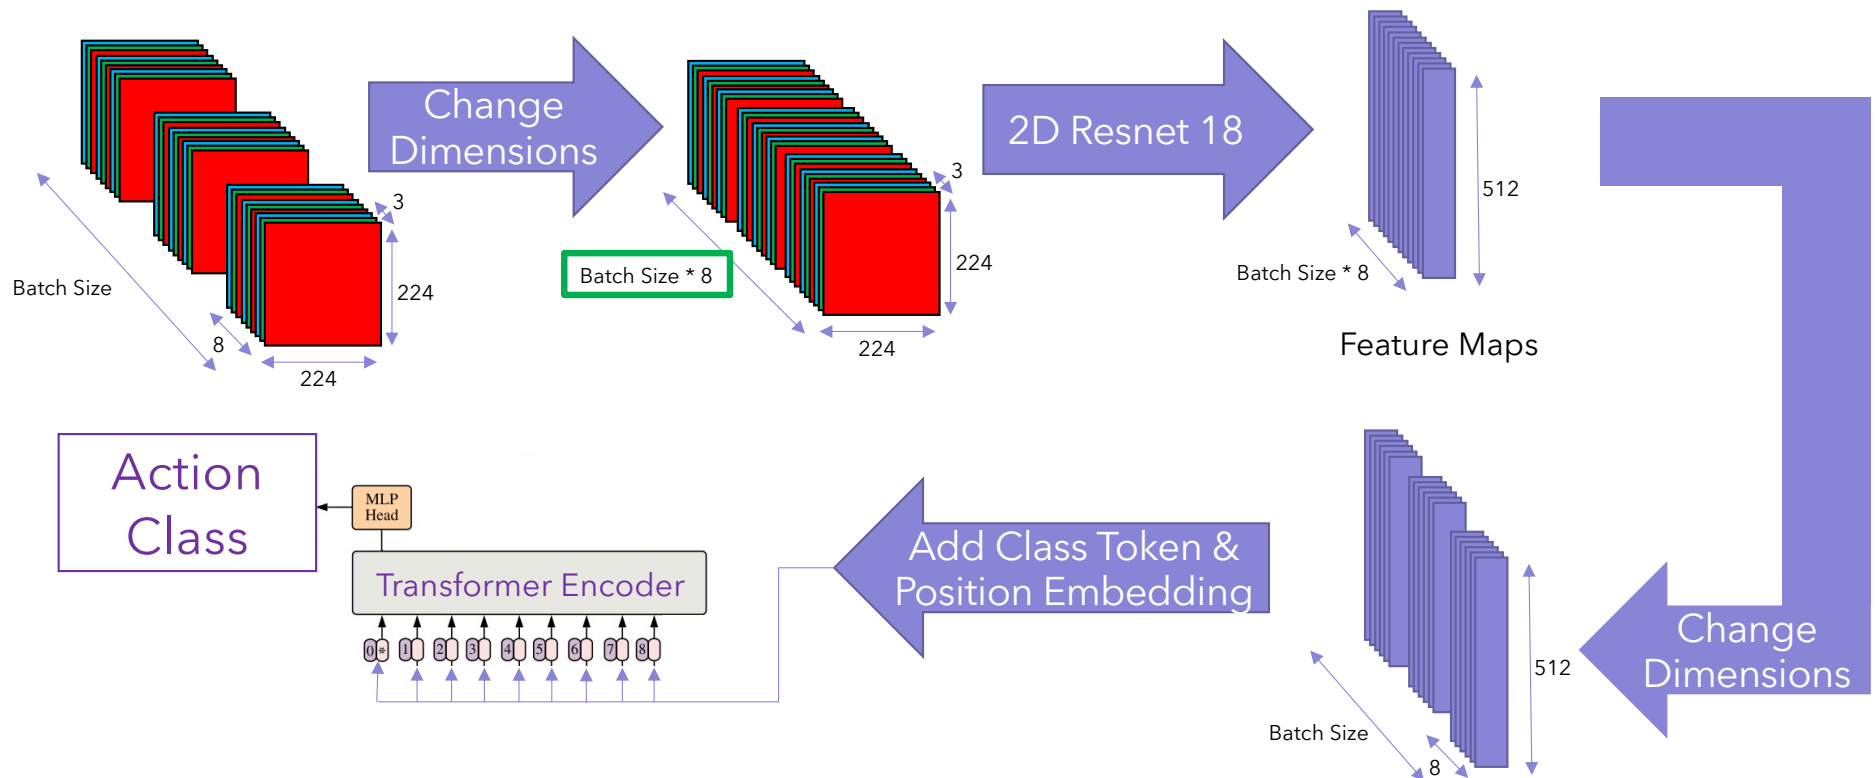 Change
Dimensions
2D Resnet 18
3
224
Batch Size
8
224
3
224
Batch Size * 8
224
512
Batch Size * 8
Feature Maps
Change
Dimensions
512
Batch Size
8
Add Class Token &
Position Embedding
MLP
Head
Transformer Encoder
0 * 1 2 3 4 5 6 7 8
Action
Class